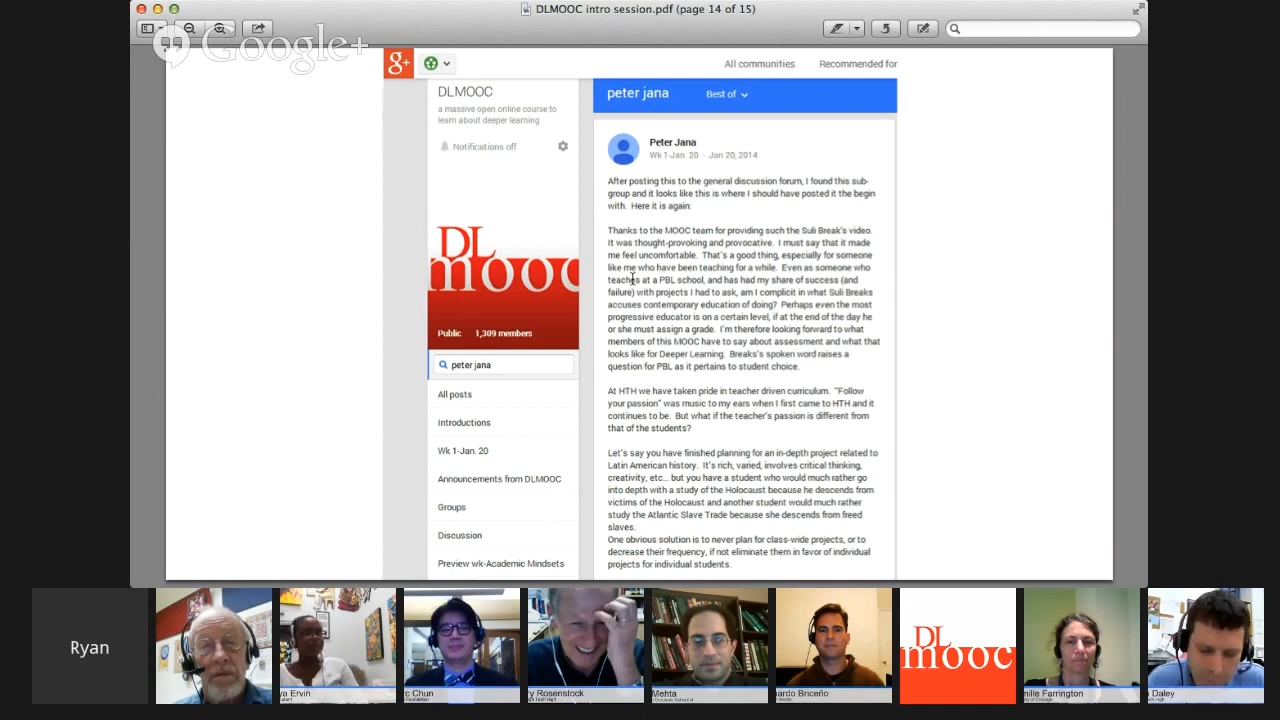 DLMOOC intro session.pdf (page 14 of 15)
Google+
g+
All communities Recommended for
DLMOOC
a massive open online course to
learn about deeper learning
Notifications off
DL
mooc
Public 1,309 members
peter jana
All posts
Introductions
Wk 1-Jan. 20
Announcements from DLMOOC
Groups
Discussion
Preview wk-Academic Mindsets
peter jana Best of
Peter Jana
Wk 1-Jan. 20 - Jan 20, 2014
After posting this to the general discussion forum, I found this sub-
group and it looks like this is where I should have posted it the begin
with. Here it is again:
Thanks to the MOOC team for providing such the Suli Break's video.
It was thought-provoking and provocative. I must say that it made
me feel uncomfortable. That's a good thing, especially for someone
like me who have been teaching for a while. Even as someone who
teaches at a PBL school, and has had my share of success (and
failure) with projects I had to ask, am I complicit in what Suli Breaks
accuses contemporary education of doing? Perhaps even the most
progressive educator is on a certain level, if at the end of the day he
or she must assign a grade. I'm therefore looking forward to what
members of this MOOC have to say about assessment and what that
looks like for Deeper Learning. Breaks's spoken word raises a
question for PBL as it pertains to student choice.
At HTH we have taken pride in teacher driven curriculum. "Follow
your passion" was music to my ears when I first came to HTH and it
continues to be. But what if the teacher's passion is different from
that of the students?
Let's say you have finished planning for an in-depth project related to
Latin American history. It's rich, varied, involves critical thinking,
creativity, etc... but you have a student who would much rather go
into depth with a study of the Holocaust because he descends from
victims of the Holocaust and another student would much rather
study the Atlantic Slave Trade because she descends from freed
slaves.
One obvious solution is to never plan for class-wide projects, or to
decrease their frequency, if not eliminate them in favor of individual
projects for individual students.
Ryan
ya Ervin
c Chun
Foundation
ry Rosenstock
Tech High
Mehta
ardo Briceño
DL
mooc
mille Farrington
Daley